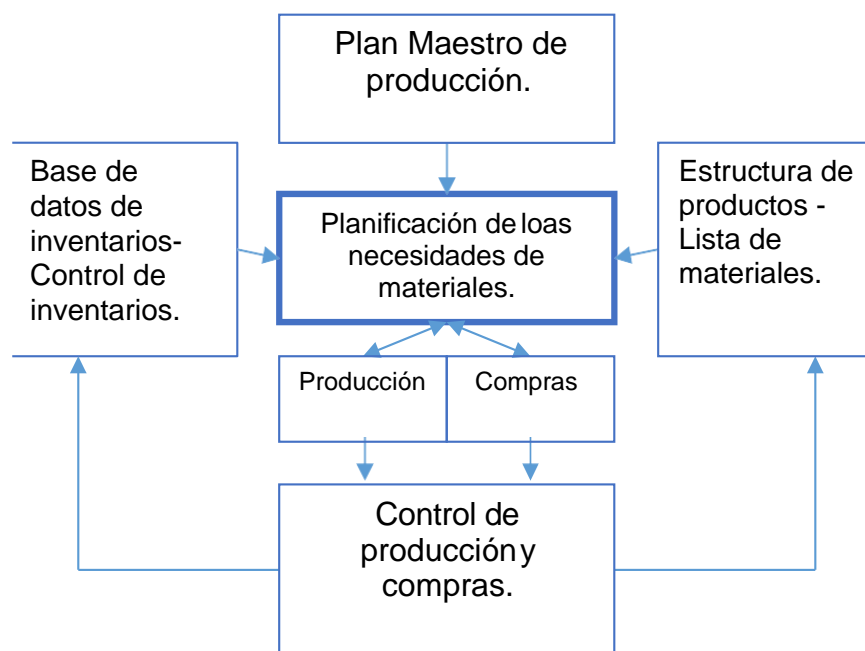 Plan Maestro de
producción.
Base de
datos de
inventarios-
Control de
inventarios.
Planificación de loas
necesidades de
materiales.
Estructura de
productos -
Lista de
materiales.
Producción
Compras
Control de
producción y
compras.